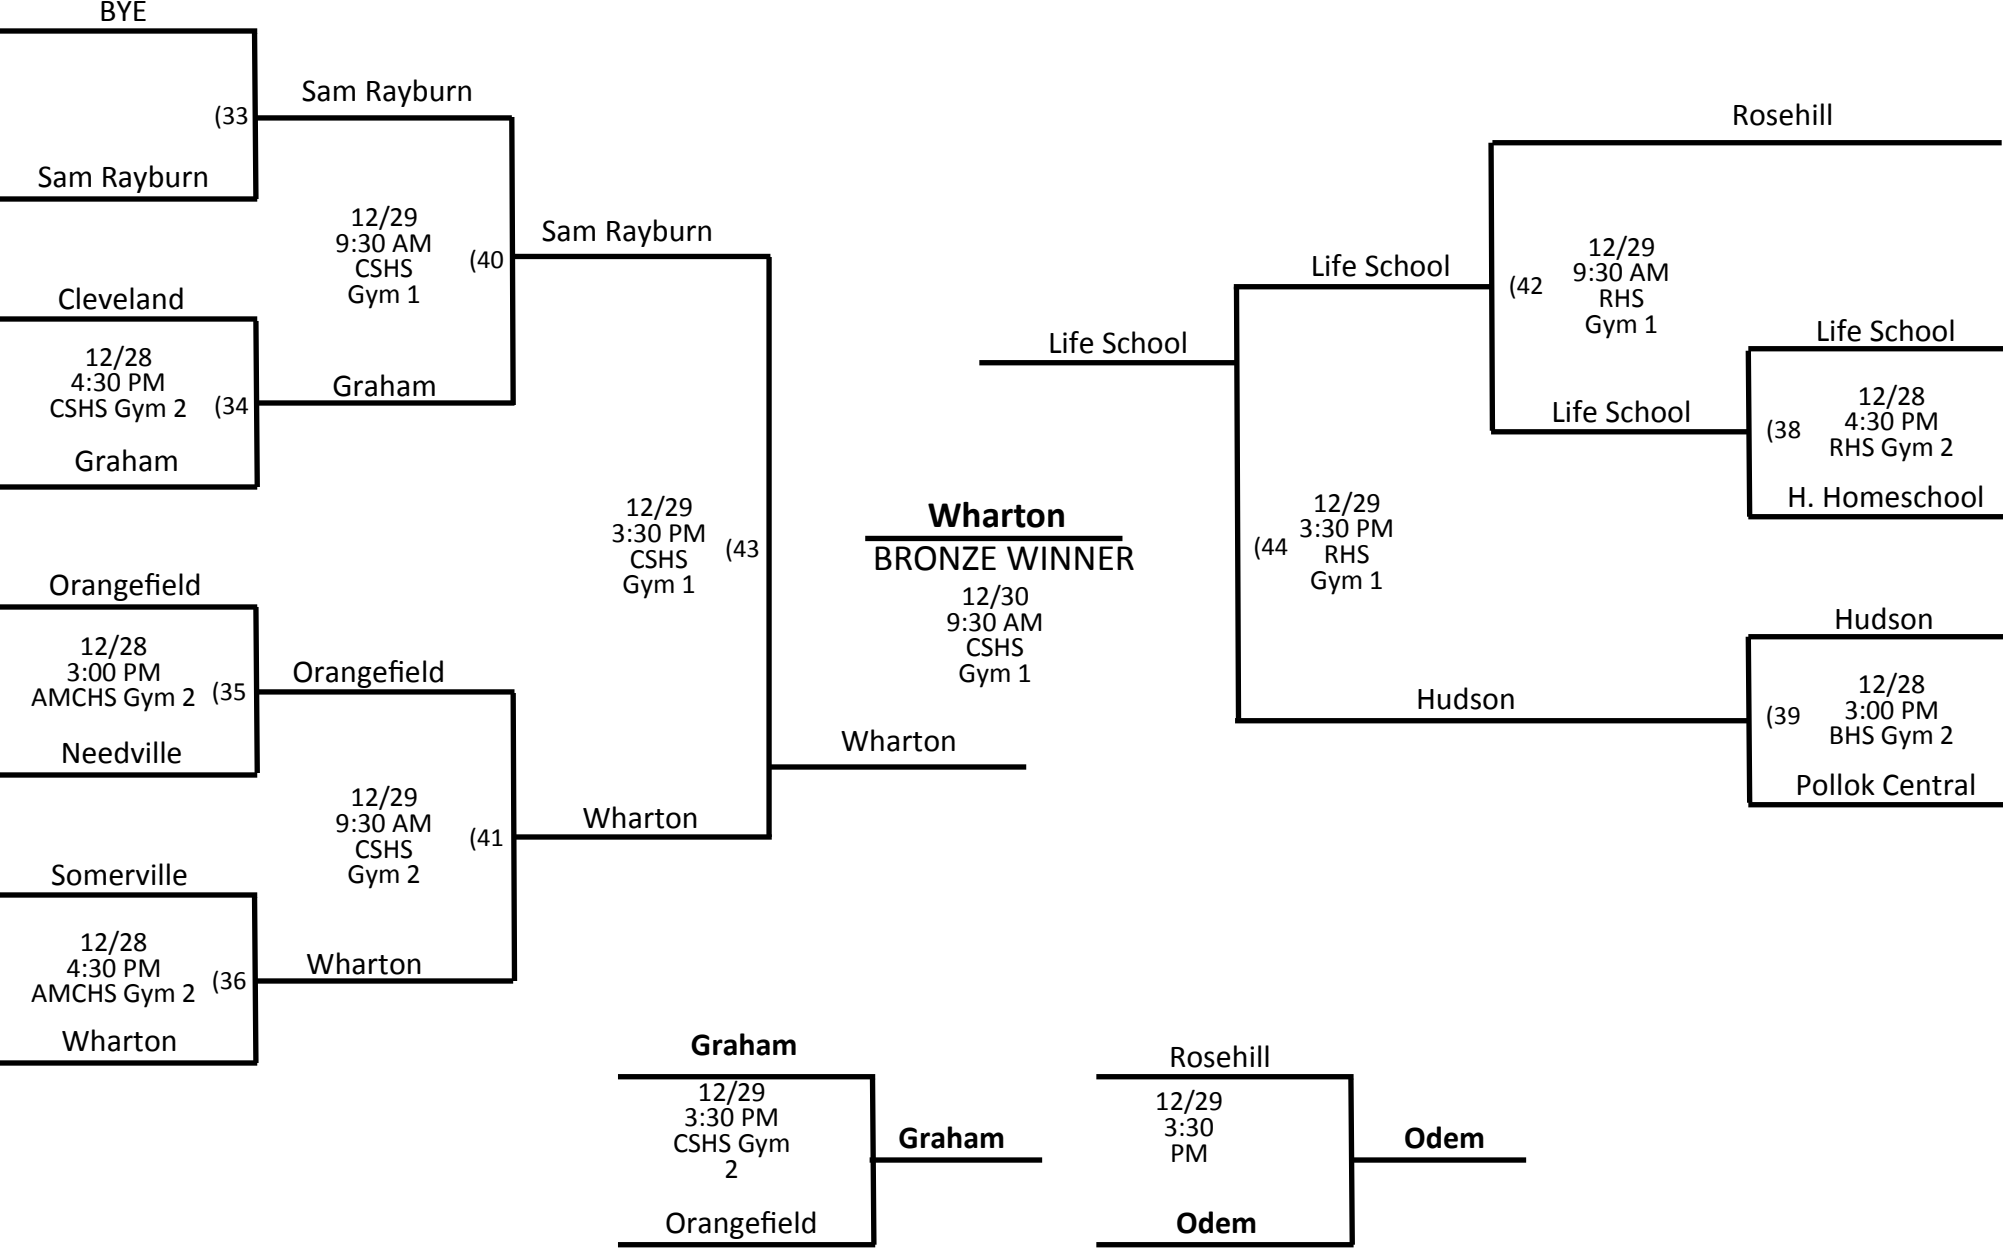 BYE
(33
Sam Rayburn
Sam Rayburn
12/29
9:30 AM
CSHS
Gym 1
(40
Cleveland
12/28
4:30 PM
CSHS Gym 2
(34
Graham
Graham
Sam Rayburn
Orangefield
12/28
3:00 PM
AMCHS Gym 2
(35
Needville
Orangefield
12/29
9:30 AM
CSHS
Gym 2
(41
Somerville
12/28
4:30 PM
AMCHS Gym 2
(36
Wharton
Wharton
Wharton
12/29
3:30 PM
CSHS
Gym 1
(43
Wharton
Wharton
BRONZE WINNER
12/30
9:30 AM
CSHS
Gym 1
Life School
Life School
12/29
3:30 PM
RHS
Gym 1
(44
Hudson
Rosehill
12/29
9:30 AM
RHS
Gym 1
(42
Life School
Life School
12/28
4:30 PM
RHS Gym 2
(38
H. Homeschool
Hudson
12/28
3:00 PM
BHS Gym 2
(39
Pollok Central
Graham
12/29
3:30 PM
CSHS Gym
2
Orangefield
Graham
Rosehill
12/29
3:30
PM
Odem
Odem